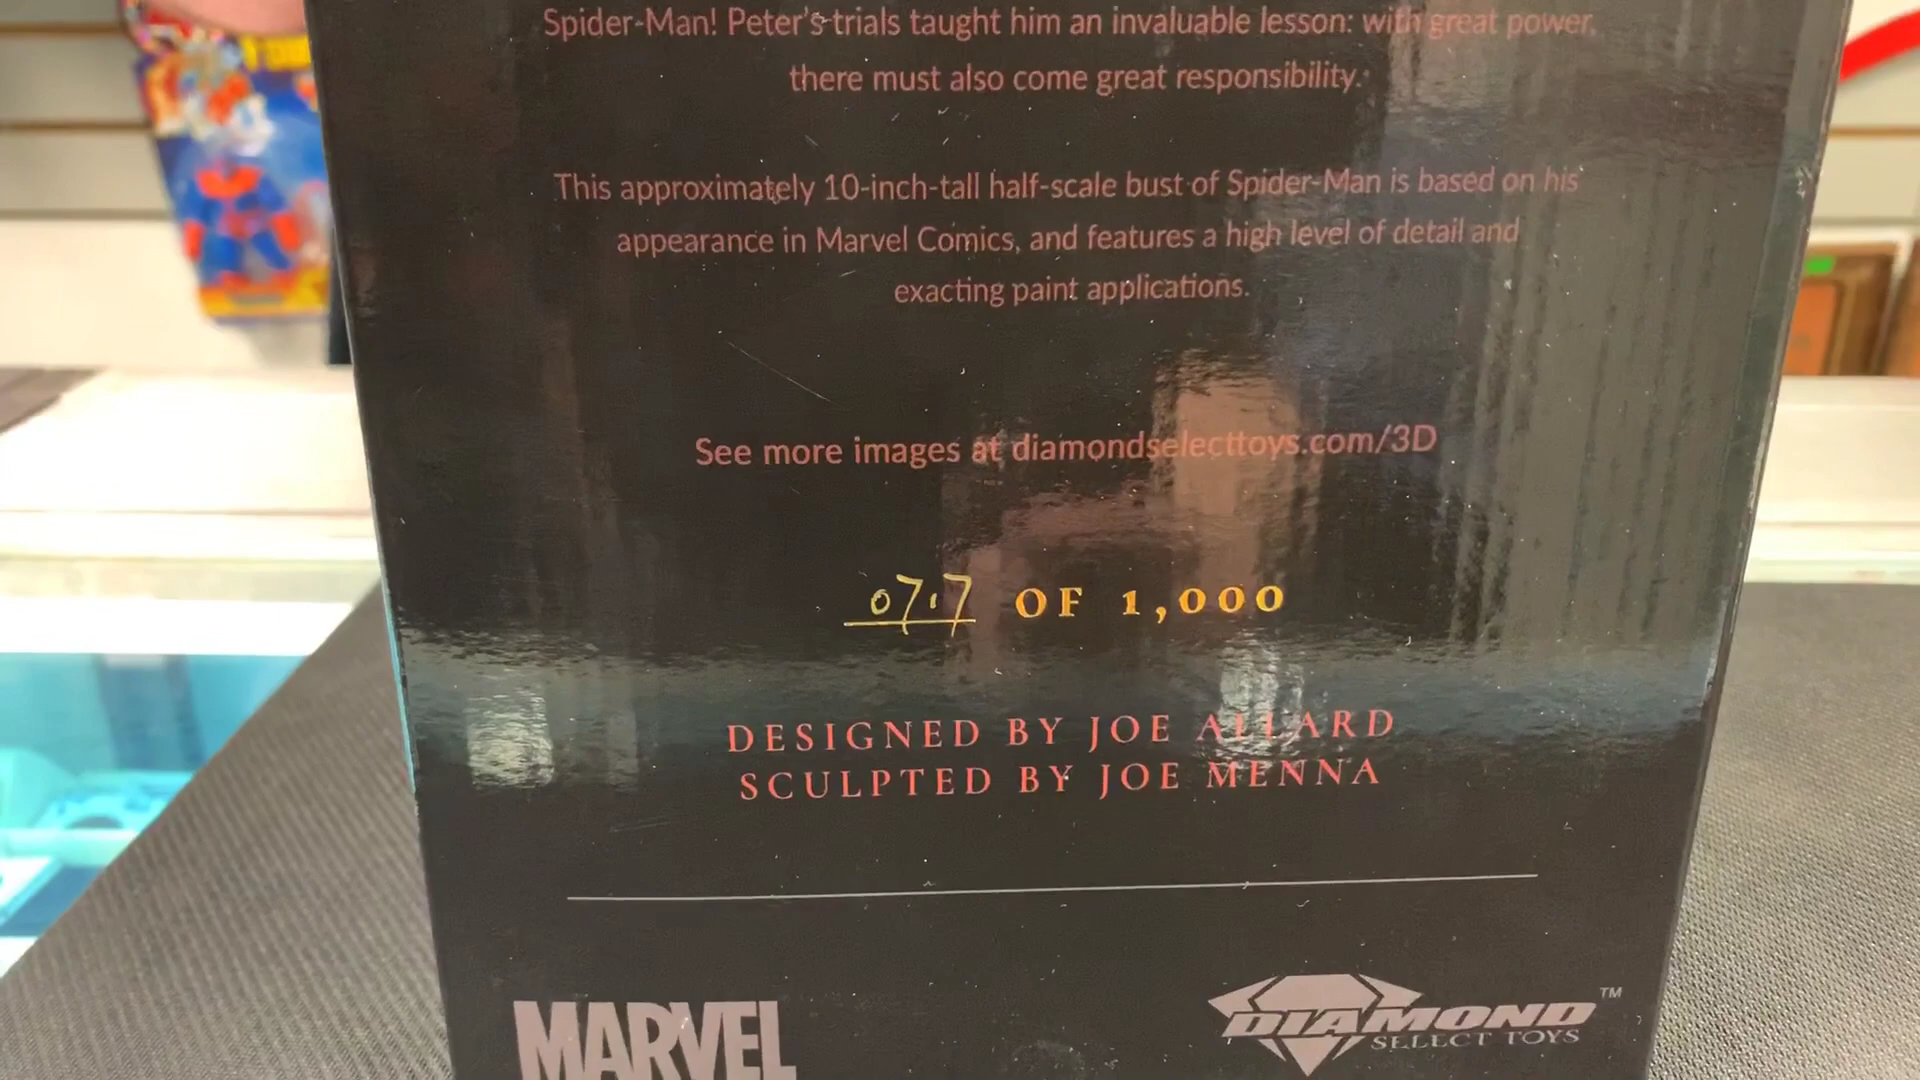 Spider-Man! Peter's trials taught him an invaluable lesson: with great power,
there must also come great responsibility.
This approximately 10-inch-tall half-scale bust of Spider-Man is based on his
appearance in Marvel Comics, and features a high level of detail and
exacting paint applications.
See more images at diamondselecttoys.com/3D
0717 OF 1,000
DESIGNED BY JOE ALLARD
SCULPTED BY JOE MENNA
MARVEL
DIAMOND TM
SELECT TOYS